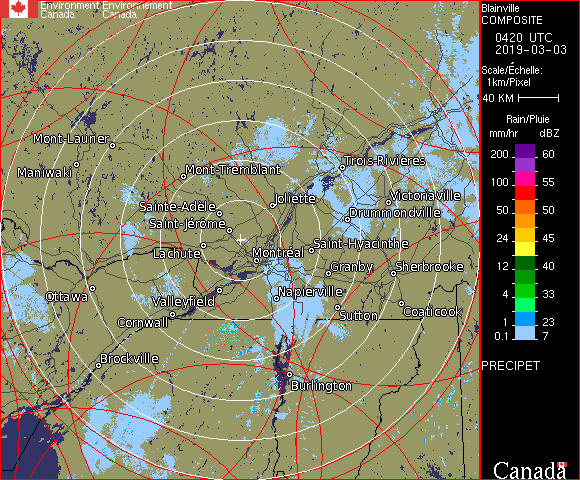 Environment Environnement
Canada Canada
Blainville
COMPOSITE
0420 UTC
2019-03-03
Scale/Échelle:
1km/Pixel
40 KM
Rain/Pluie
mm/hr dBZ
200 60
100 55
50 50
24 45
12 40
4 33
1 23
0.1 7
PRECIPET
Canada
Mont-Laurier
Maniwaki
Mont-Tremblant
Trois-Rivières
Sainte-Adèle
Joliette
Victoriaville
Saint-Jérôme
Drummondville
Lachute
Montréal
Saint-Hyacinthe
Granby
Sherbrooke
Ottawa
Valleyfield
Napierville
Cornwall
Sutton
Coaticook
Brockville
Burlington